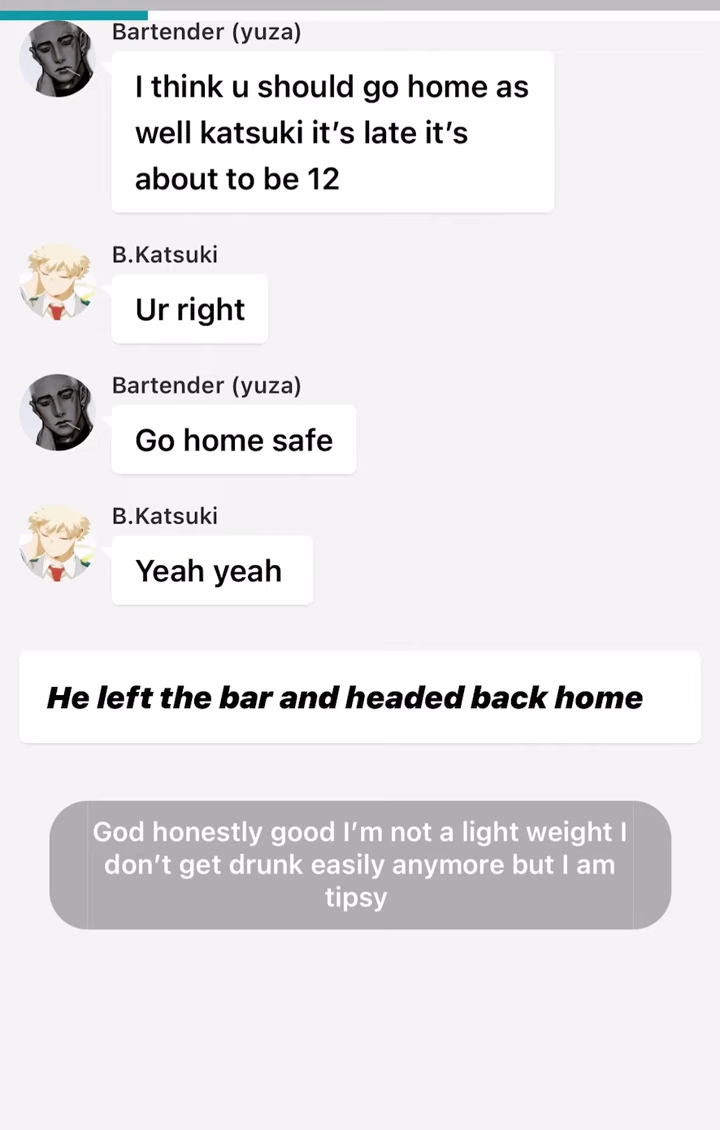 Bartender (yuza)
I think u should go home as
well katsuki it’s late it’s
about to be 12
B.Katsuki
Ur right
Bartender (yuza)
Go home safe
B.Katsuki
Yeah yeah
He left the bar and headed back home
God honestly good I’m not a light weight I
don’t get drunk easily anymore but I am
tipsy